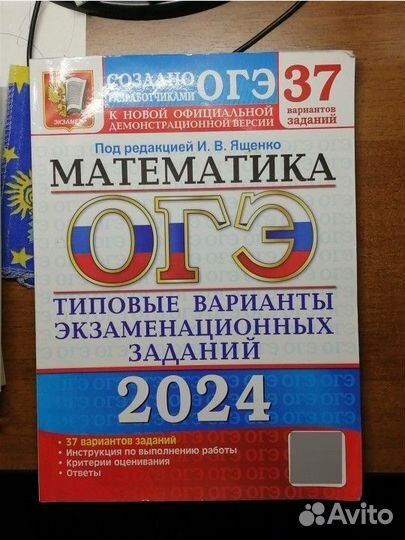 СОЗДАНО
РАЗРАБОТЧИКАМИ
ОГЭ
37
вариантов
заданий
ЭКЗАМЕН
К НОВОЙ ОФИЦИАЛЬНОЙ
ДЕМОНСТРАЦИОННОЙ ВЕРСИИ
Под редакцией И. В. Ященко
МАТЕМАТИКА
ОГЭ
ТИПОВЫЕ ВАРИАНТЫ
ЭКЗАМЕНАЦИОННЫХ
ЗАДАНИЙ
2024
• 37 вариантов заданий
• Инструкция по выполнению работы
• Критерии оценивания
• Ответы
Avito